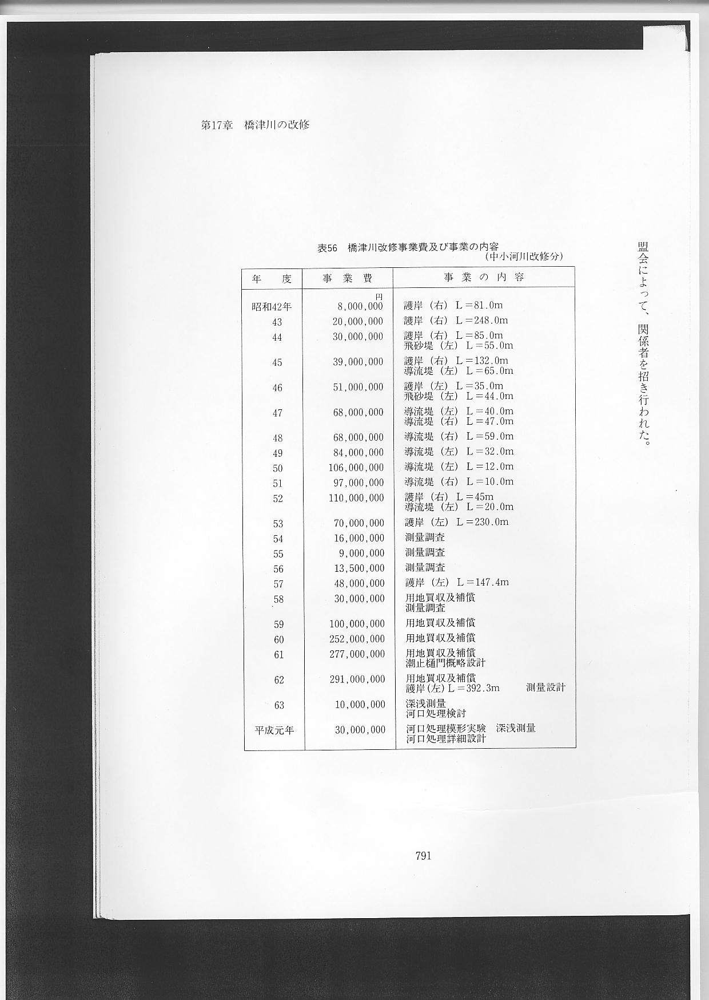 第17章　橋津川の改修
盟会によって、関係者を招き行われた。
表56　橋津川改修事業費及び事業の内容
(中小河川改修分)
年　度　事業費　事業の内容
円
昭和42年　8,000,000　護岸（右）L＝81.0m
43　20,000,000　護岸（右）L＝248.0m
44　30,000,000　護岸（右）L＝85.0m
飛砂堤（左）L＝55.0m
45　39,000,000　護岸（右）L＝132.0m
導流堤（左）L＝65.0m
46　51,000,000　護岸（左）L＝35.0m
飛砂堤（左）L＝44.0m
47　68,000,000　導流堤（左）L＝40.0m
導流堤（右）L＝47.0m
48　68,000,000　導流堤（右）L＝59.0m
49　84,000,000　導流堤（左）L＝32.0m
50　106,000,000　導流堤（左）L＝12.0m
51　97,000,000　導流堤（右）L＝10.0m
52　110,000,000　護岸（右）L＝45m
導流堤（左）L＝20.0m
53　70,000,000　護岸（左）L＝230.0m
54　16,000,000　測量調査
55　9,000,000　測量調査
56　13,500,000　測量調査
57　48,000,000　護岸（左）L＝147.4m
58　30,000,000　用地買収及補償
測量調査
59　100,000,000　用地買収及補償
60　252,000,000　用地買収及補償
61　277,000,000　用地買収及補償
潮止樋門概略設計
62　291,000,000　用地買収及補償
護岸(左)L＝392.3m　測量設計
63　10,000,000　深浅測量
河口処理検討
平成元年　30,000,000　河口処理模形実験　深浅測量
河口処理詳細設計
791